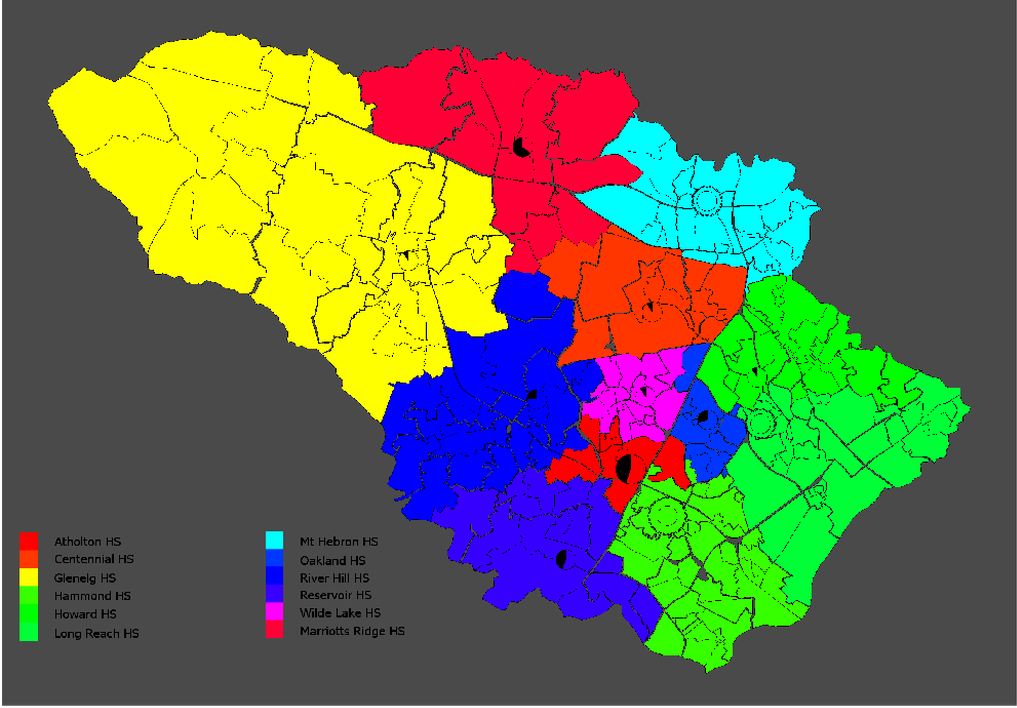 Atholton HS
Centennial HS
Glenelg HS
Hammond HS
Howard HS
Long Reach HS
Mt Hebron HS
Oakland HS
River Hill HS
Reservoir HS
Wilde Lake HS
Marriotts Ridge HS